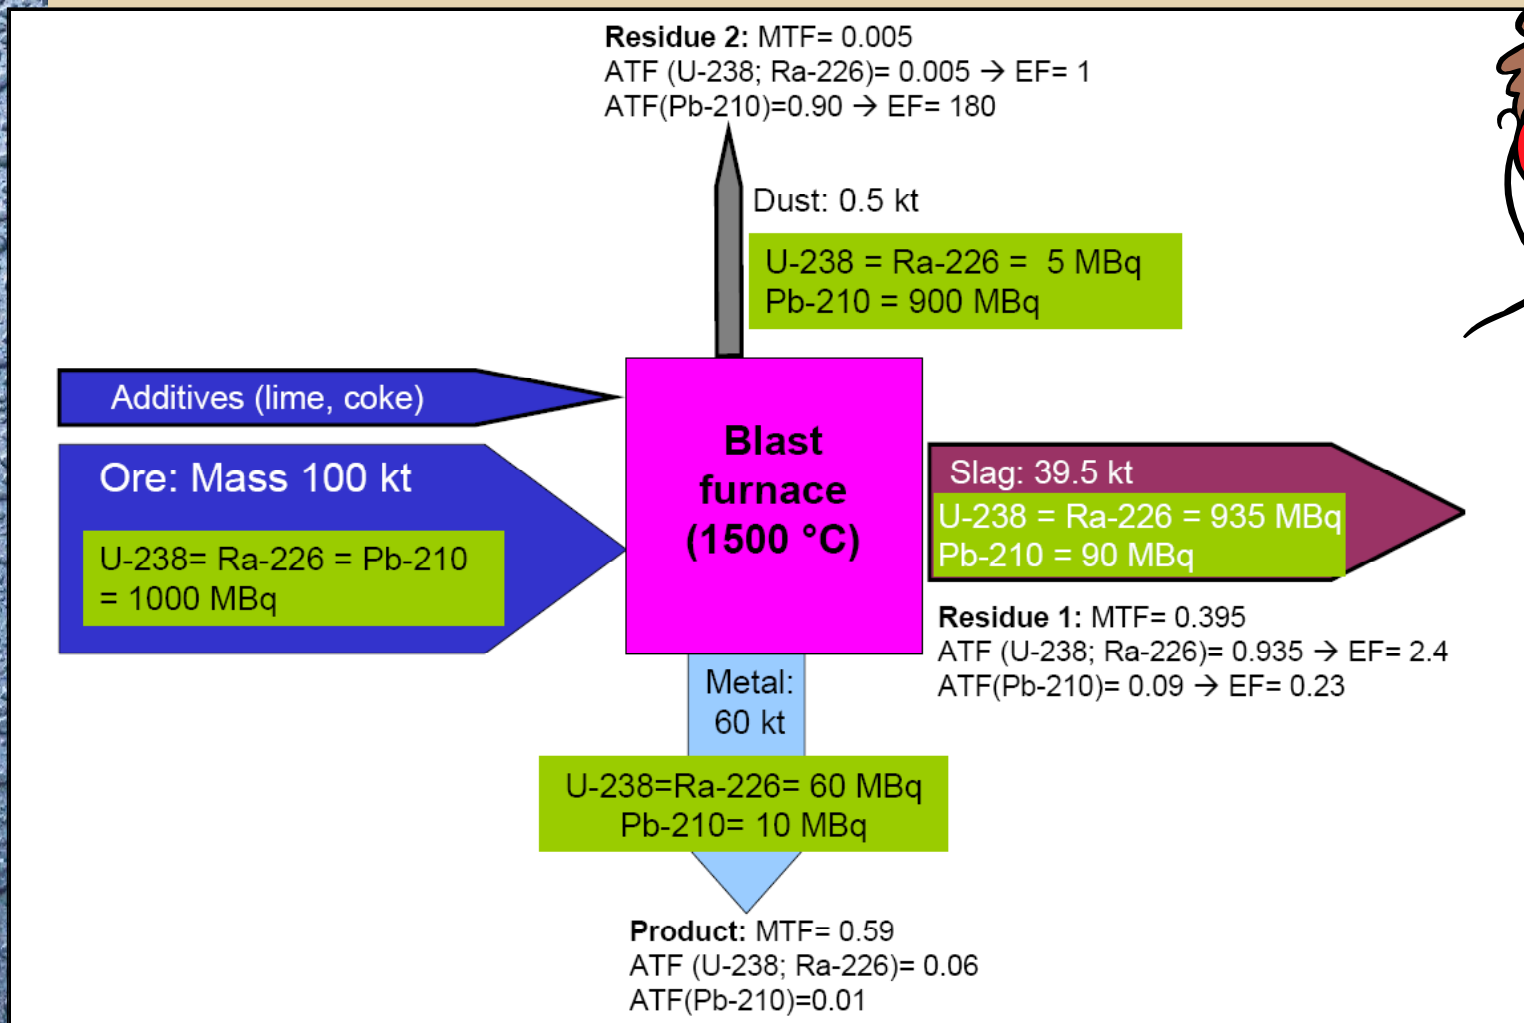 Residue 2: MTF= 0.005
ATF (U-238; Ra-226)= 0.005 → EF= 1
ATF(Pb-210)=0.90 → EF= 180
Dust: 0.5 kt
U-238 = Ra-226 =  5 MBq
Pb-210 = 900 MBq
Additives (lime, coke)
Ore: Mass 100 kt
U-238= Ra-226 = Pb-210
= 1000 MBq
Blast
furnace
(1500 °C)
Slag: 39.5 kt
U-238 = Ra-226 = 935 MBq
Pb-210 = 90 MBq
Residue 1: MTF= 0.395
ATF (U-238; Ra-226)= 0.935 → EF= 2.4
ATF(Pb-210)= 0.09 → EF= 0.23
Metal:
60 kt
U-238=Ra-226= 60 MBq
Pb-210= 10 MBq
Product: MTF= 0.59
ATF (U-238; Ra-226)= 0.06
ATF(Pb-210)=0.01